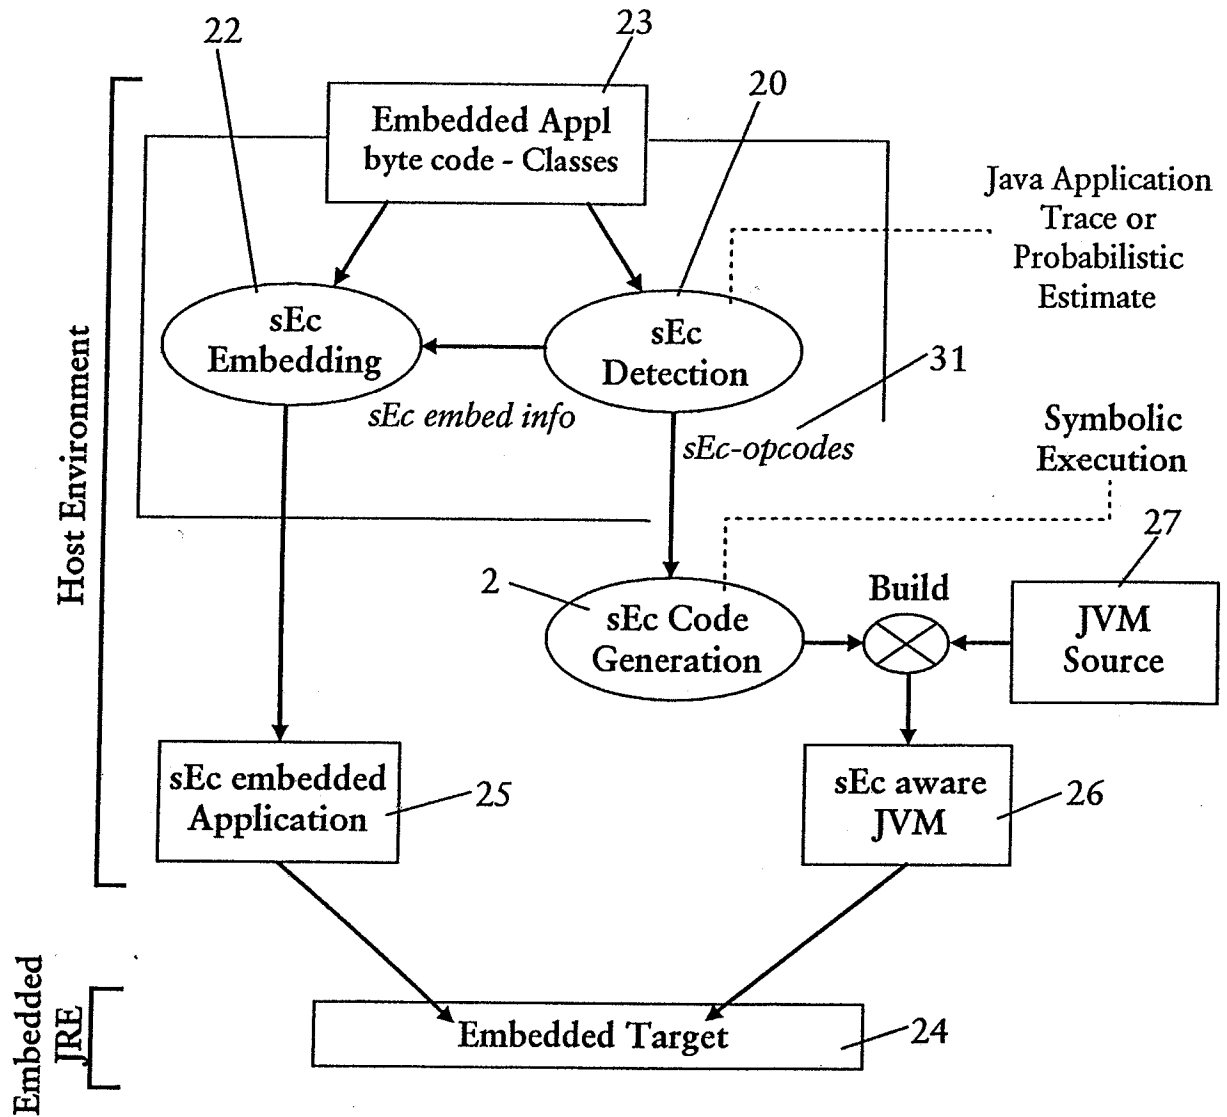 22
23
20
Embedded Appl
byte code - Classes
Java Application
Trace or
Probabilistic
Estimate
sEc
Embedding
sEc
Detection
31
sEc embed info
sEc-opcodes
Symbolic
Execution
Host Environment
27
2
Build
sEc Code
Generation
JVM
Source
sEc embedded
Application
25
sEc aware
JVM
26
Embedded
JRE
Embedded Target
24